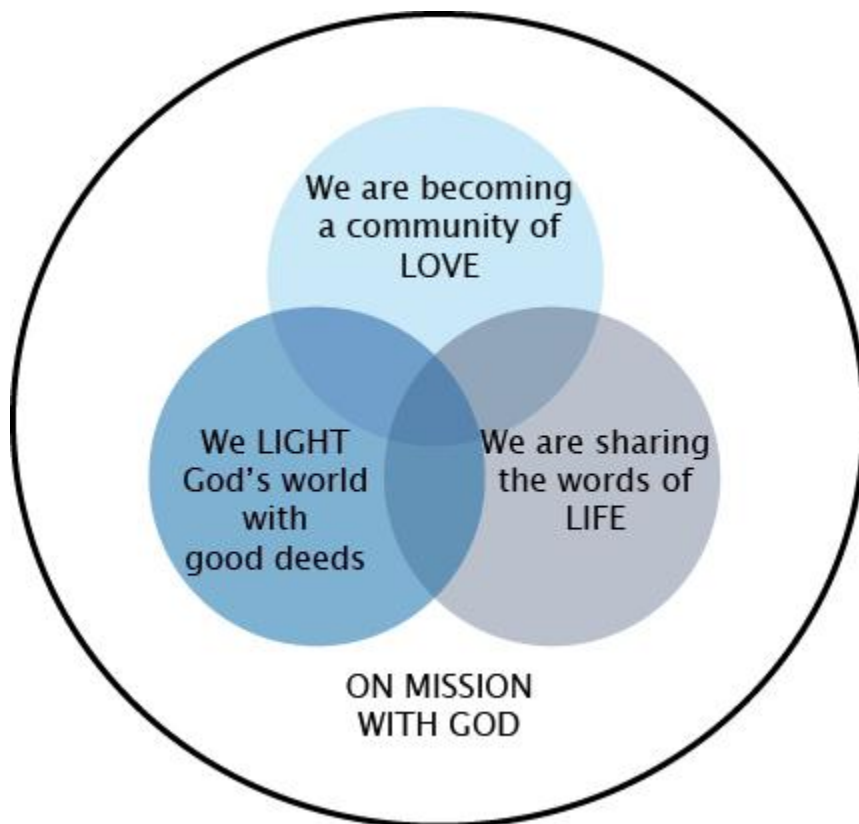 We are becoming
a community of
LOVE
We LIGHT
God's world
with
good deeds
We are sharing
the words of
LIFE
ON MISSION
WITH GOD